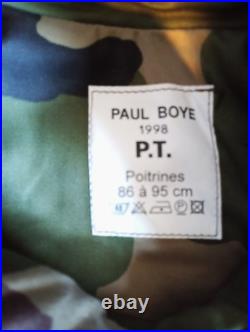 PAUL BOYE
1998
P.T.
Poitrines
86 à 95 cm